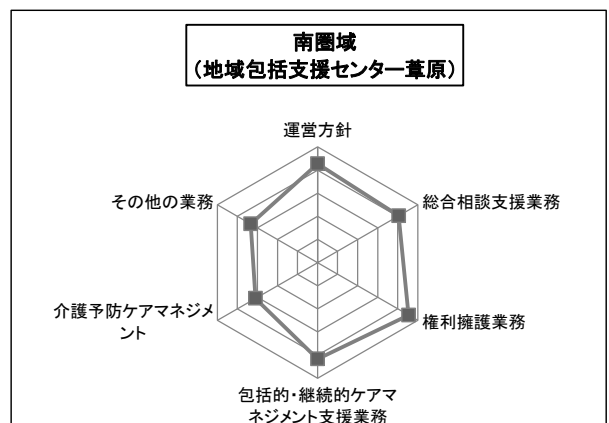 南圏域
（地域包括支援センター葦原）
運営方針
総合相談支援業務
権利擁護業務
包括的・継続的ケアマ
ネジメント支援業務
介護予防ケアマネジメ
ント
その他の業務